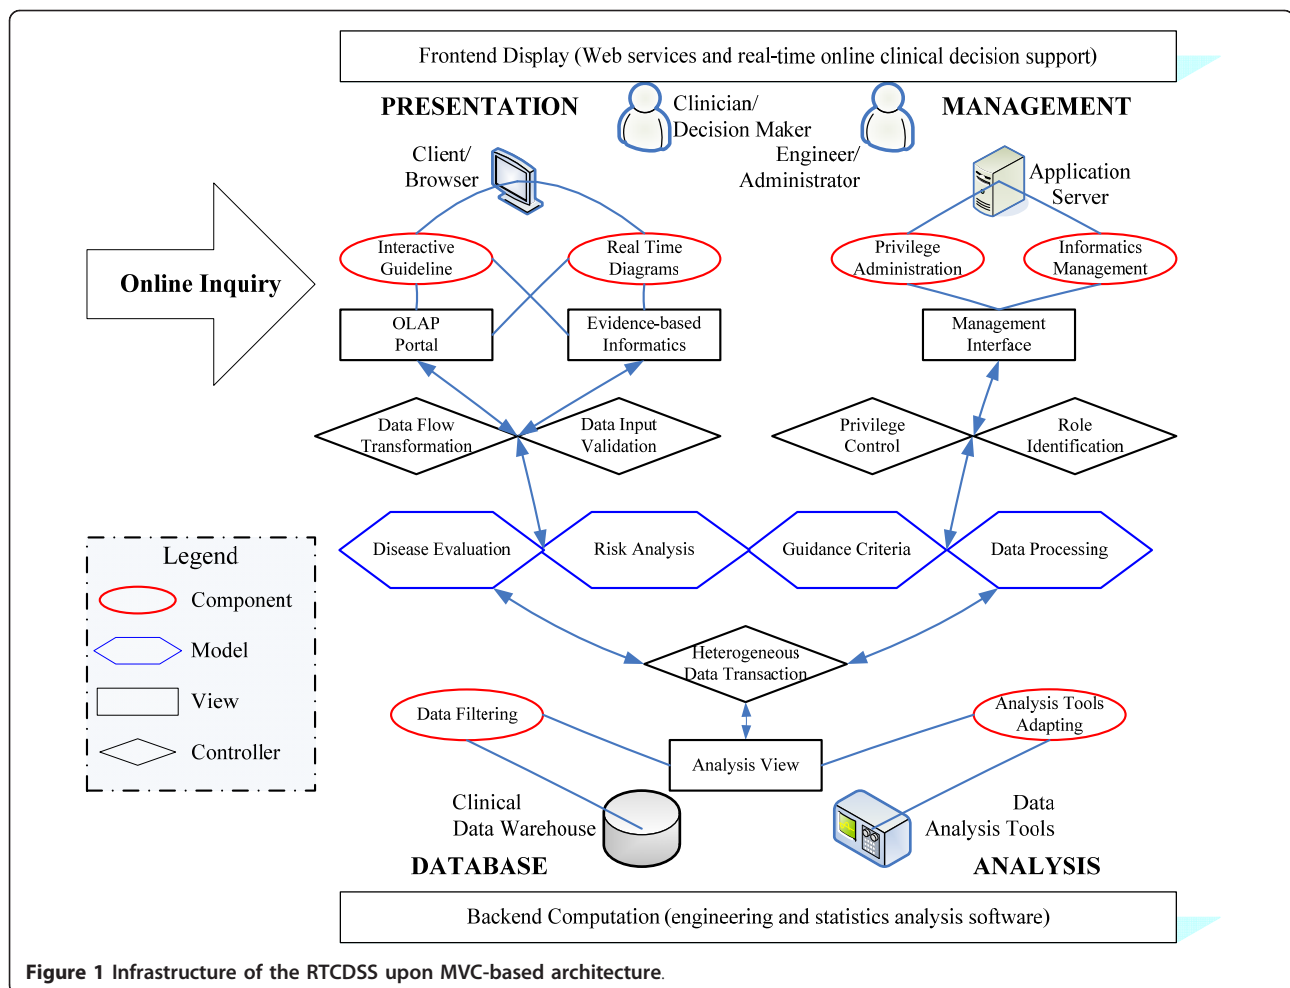 Frontend Display (Web services and real-time online clinical decision support)
PRESENTATION
Clinician/
Decision Maker
MANAGEMENT
Engineer/
Administrator
Client/
Browser
Application
Server
Interactive
Guideline
Real Time
Diagrams
Privilege
Administration
Informatics
Management
Online Inquiry
OLAP
Portal
Evidence-based
Informatics
Management
Interface
Data Flow
Transformation
Data Input
Validation
Privilege
Control
Role
Identification
Disease Evaluation
Risk Analysis
Guidance Criteria
Data Processing
Legend
Component
Model
View
Controller
Heterogeneous
Data Transaction
Data Filtering
Analysis Tools
Adapting
Analysis View
Clinical
Data Warehouse
Data
Analysis Tools
DATABASE
ANALYSIS
Backend Computation (engineering and statistics analysis software)
Figure 1 Infrastructure of the RTCDSS upon MVC-based architecture.